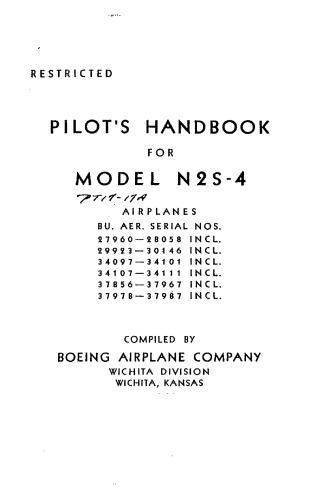 RESTRICTED
PILOT'S HANDBOOK
FOR
MODEL N2S-4
PT17-17A
AIRPLANES
BU. AER. SERIAL NOS.
27960—28058 INCL.
29923—30146 INCL.
34097—34101 INCL.
34107—34111 INCL.
37856—37967 INCL.
37978—37987 INCL.
COMPILED BY
BOEING AIRPLANE COMPANY
WICHITA DIVISION
WICHITA, KANSAS